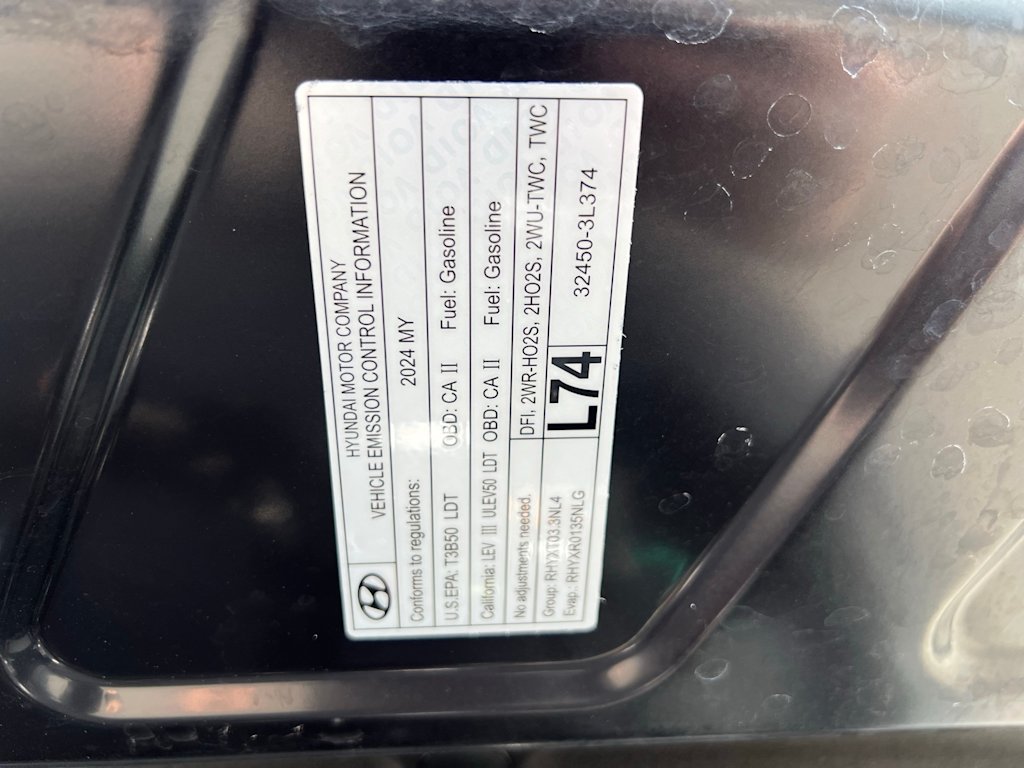 HYUNDAI MOTOR COMPANY
VEHICLE EMISSION CONTROL INFORMATION
Conforms to regulations: 2024 MY
U.S.EPA: T3B50 LDT OBD: CA II Fuel: Gasoline
California: LEV III ULEV50 LDT OBD: CA II Fuel: Gasoline
No adjustments needed. DFI, 2WR-HO2S, 2HO2S, 2WU-TWC, TWC
Group: RHYXT03.3NL4
Evap.: RHYXR0135NLG
L74
32450-3L374